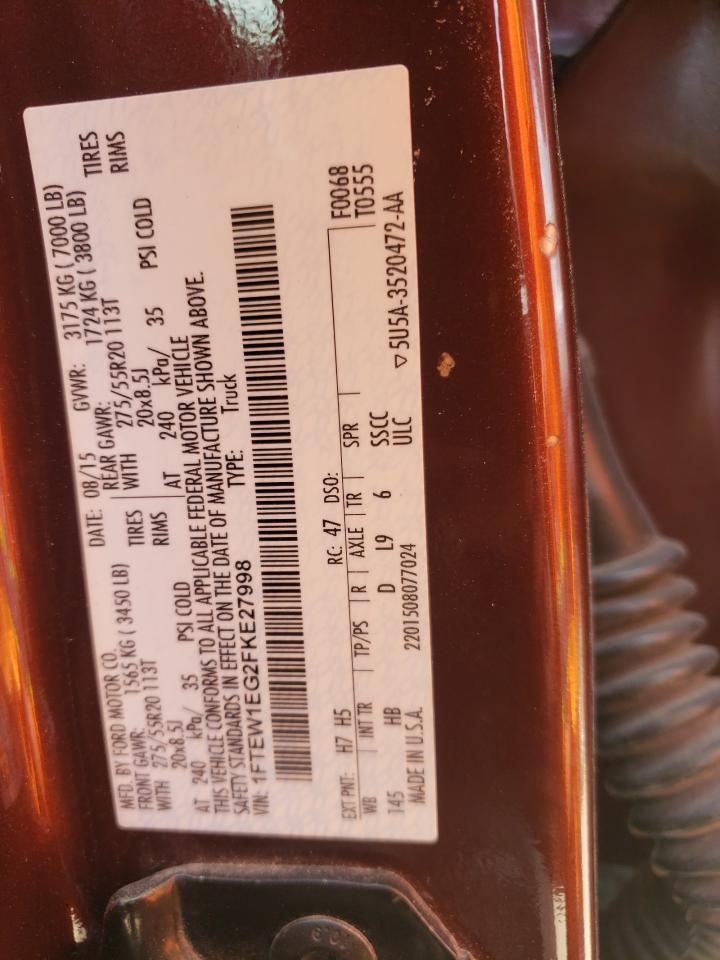 MFD. BY FORD MOTOR CO. DATE: 08/15 GVWR: 3175 KG ( 7000 LB)
FRONT GAWR: 1565 KG ( 3450 LB) REAR GAWR: 1724 KG ( 3800 LB)
WITH 275/55R20 113T TIRES WITH 275/55R20 113T TIRES
20x8.5J RIMS 20x8.5J RIMS
AT 240 kPa/ 35 PSI COLD AT 240 kPa/ 35 PSI COLD
THIS VEHICLE CONFORMS TO ALL APPLICABLE FEDERAL MOTOR VEHICLE
SAFETY STANDARDS IN EFFECT ON THE DATE OF MANUFACTURE SHOWN ABOVE.
VIN: 1FTEW1EG2FKE27998 TYPE: Truck
EXT PNT: H7 H5 RC: 47 DSO: F0068
WB INT TR TP/PS R AXLE TR SPR T0555
145 HB D L9 6 SSCC
ULC
MADE IN U.S.A. 2201508077024 ▽5U5A-3520472-AA